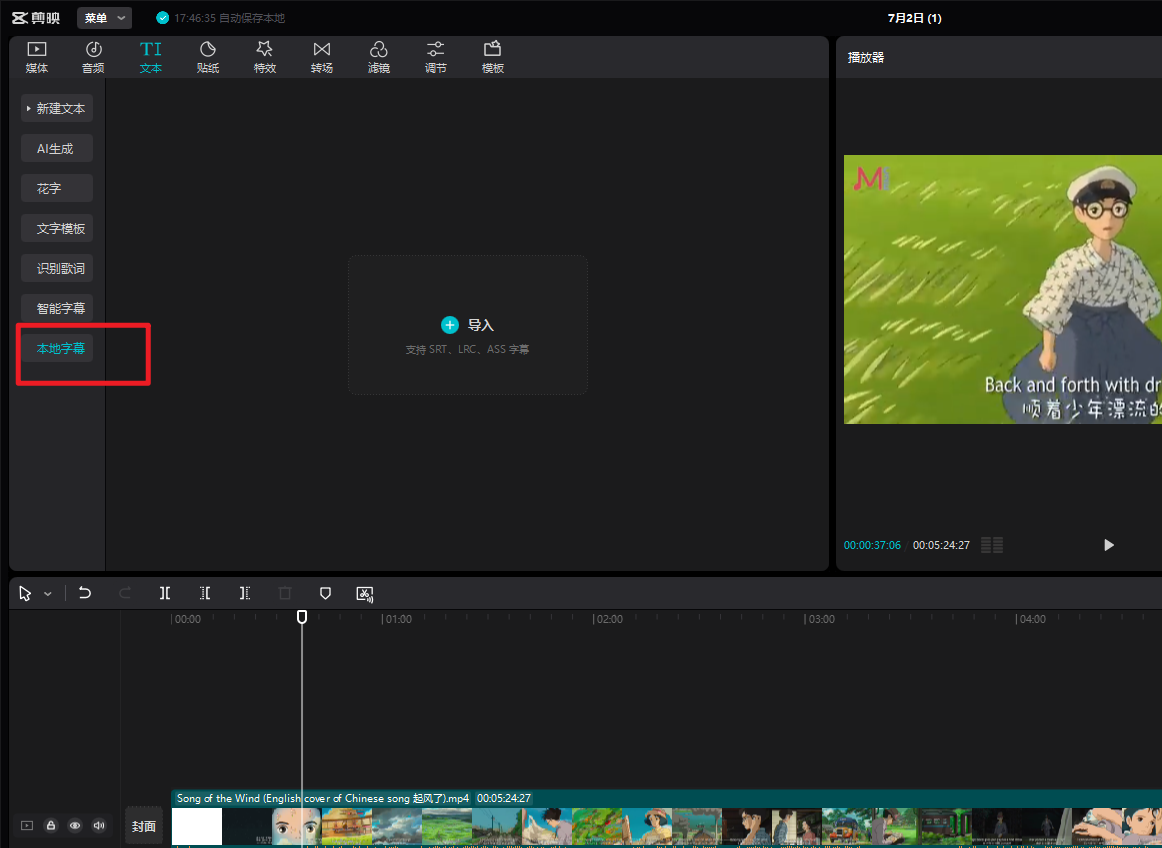 剪映
菜单
17:46:35 自动保存本地
7月2日 (1)
媒体
音频
TI
文本
贴纸
特效
转场
滤镜
调节
模板
播放器
新建文本
AI生成
花字
文字模板
识别歌词
智能字幕
本地字幕
导入
支持 SRT、LRC、ASS 字幕
M
Back and forth with dr
顺着少年漂流的
00:00:37:06
00:05:24:27
00:00
01:00
02:00
03:00
04:00
Song of the Wind (English cover of Chinese song 起风了).mp4 00:05:24:27
封面